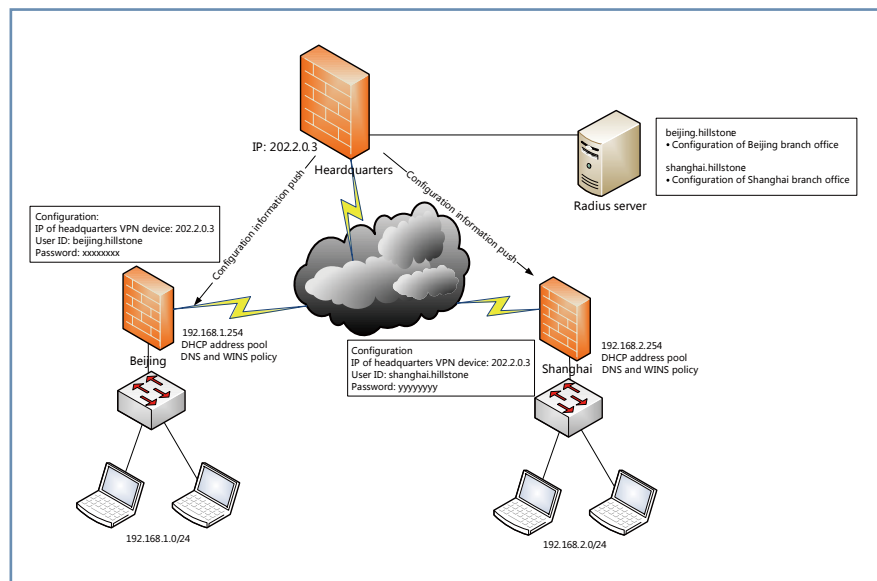 IP: 202.2.0.3
Heardquarters
Radius server
beijing.hillstone
• Configuration of Beijing branch office
shanghai.hillstone
• Configuration of Shanghai branch office
Configuration information push
Configuration information push
Configuration:
IP of headquarters VPN device: 202.2.0.3
User ID: beijing.hillstone
Password: xxxxxxxx
192.168.1.254
DHCP address pool
DNS and WINS policy
Beijing
Configuration
IP of headquarters VPN device: 202.2.0.3
User ID: shanghai.hillstone
Password: yyyyyyyy
Shanghai
192.168.2.254
DHCP address pool
DNS and WINS policy
192.168.1.0/24
192.168.2.0/24